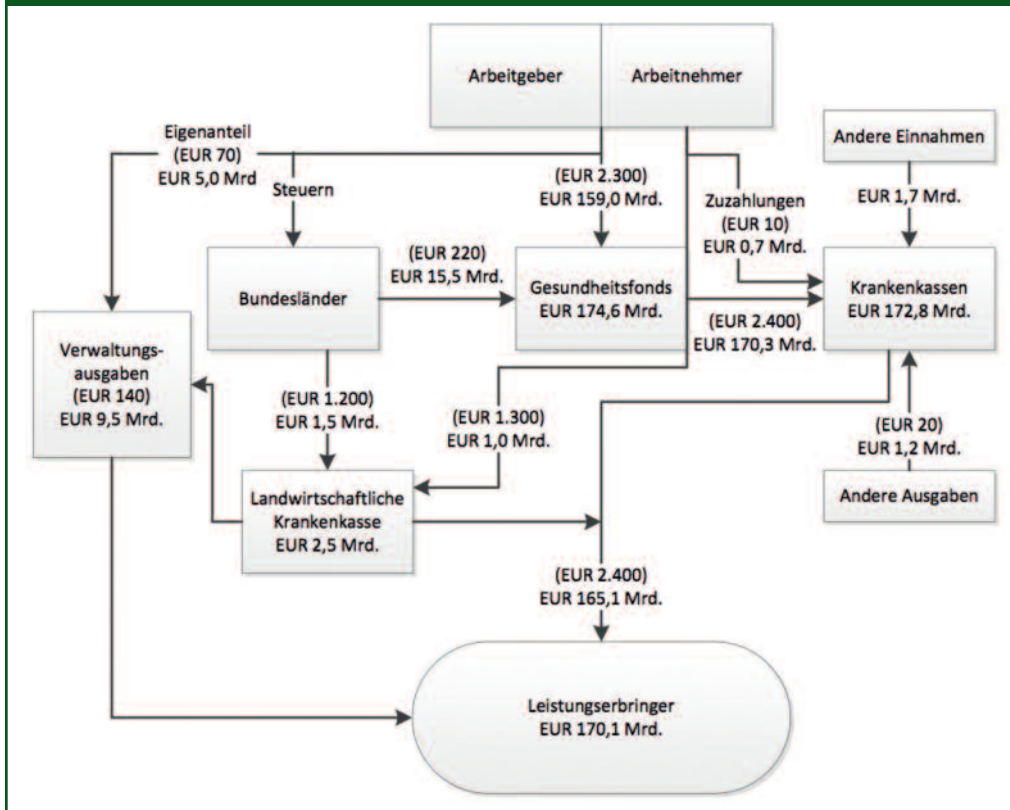 Arbeitgeber
Arbeitnehmer
Eigenanteil
(EUR 70)
EUR 5,0 Mrd
Steuern
(EUR 2.300)
EUR 159,0 Mrd.
Zuzahlungen
(EUR 10)
EUR 0,7 Mrd.
Andere Einnahmen
EUR 1,7 Mrd.
Bundesländer
(EUR 220)
EUR 15,5 Mrd.
Gesundheitsfonds
EUR 174,6 Mrd.
(EUR 2.400)
EUR 170,3 Mrd.
Krankenkassen
EUR 172,8 Mrd.
Verwaltungs-
ausgaben
(EUR 140)
EUR 9,5 Mrd.
(EUR 1.200)
EUR 1,5 Mrd.
(EUR 1.300)
EUR 1,0 Mrd.
(EUR 20)
EUR 1,2 Mrd.
Andere Ausgaben
Landwirtschaftliche
Krankenkasse
EUR 2,5 Mrd.
(EUR 2.400)
EUR 165,1 Mrd.
Leistungserbringer
EUR 170,1 Mrd.